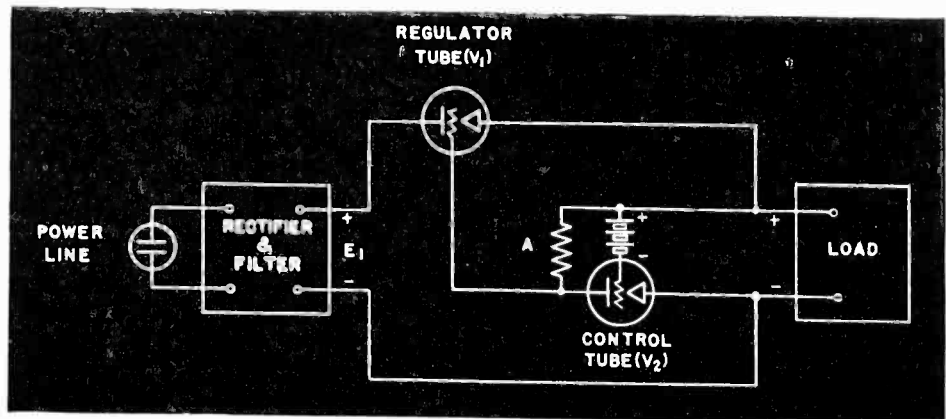 REGULATOR
TUBE(V₁)
POWER
LINE
RECTIFIER
&
FILTER
+
E₁
-
A
+
-
CONTROL
TUBE(V₂)
+
LOAD
-